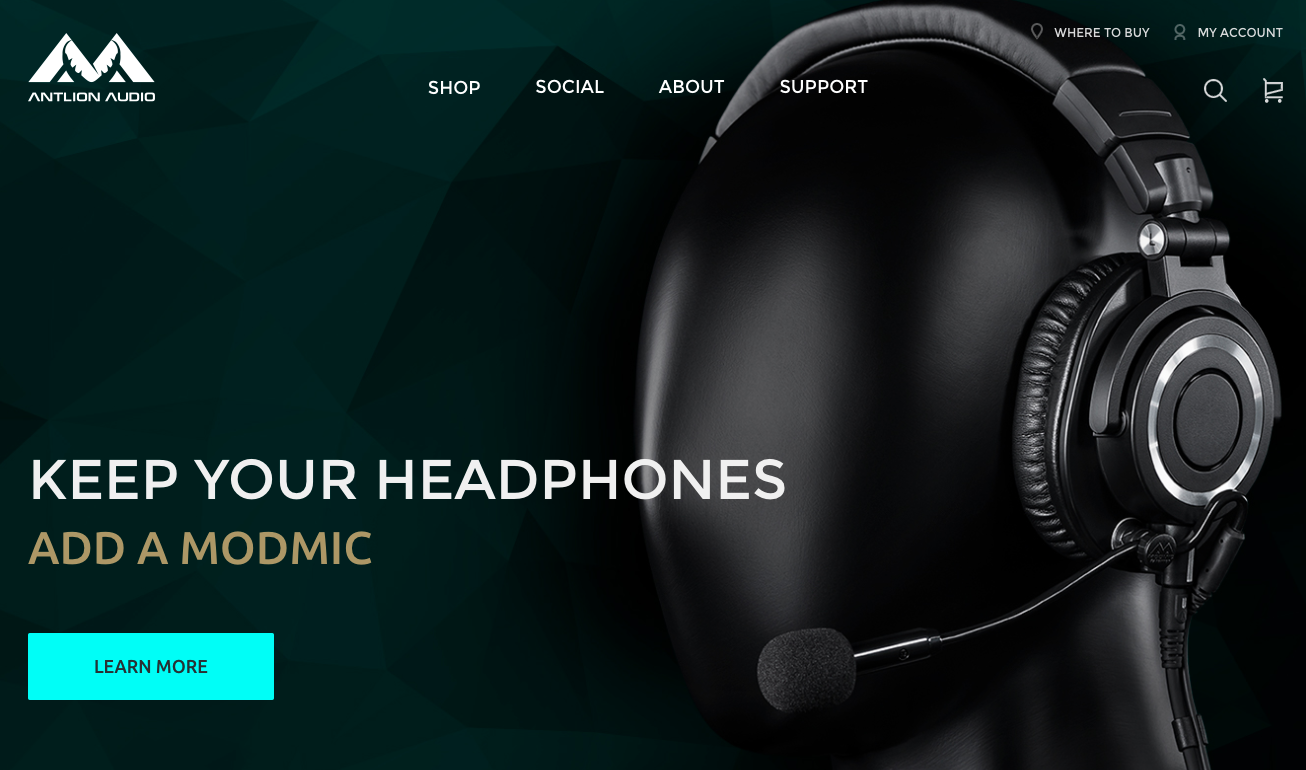 WHERE TO BUY
MY ACCOUNT
ANTLION AUDIO
SHOP
SOCIAL
ABOUT
SUPPORT
KEEP YOUR HEADPHONES
ADD A MODMIC
LEARN MORE